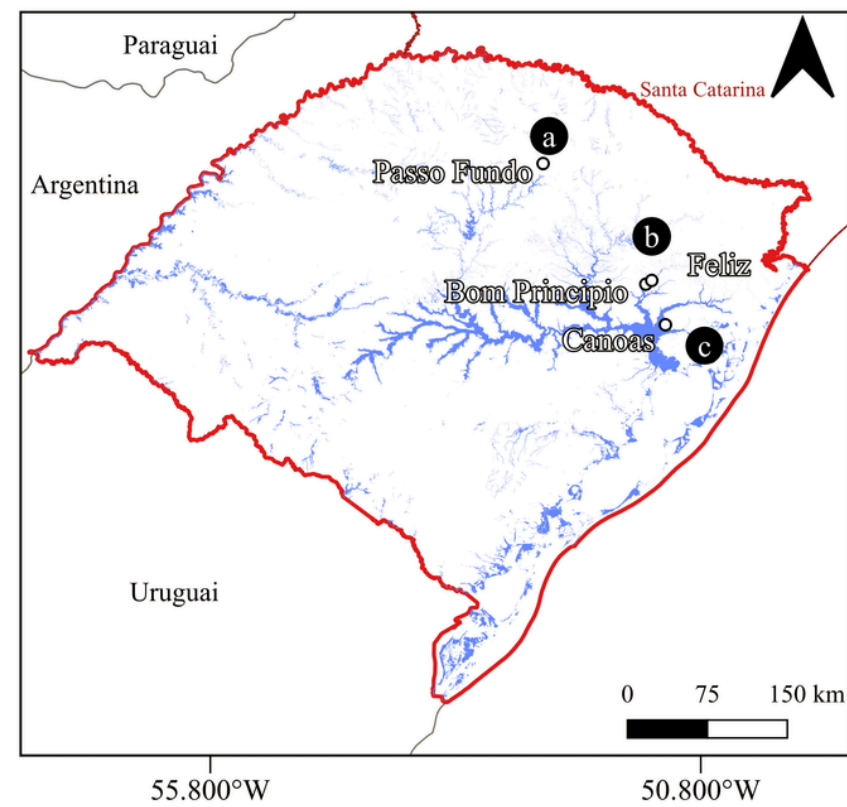 Paraguai
Santa Catarina
a
Passo Fundo
Argentina
b
Feliz
Bom Principio
Canoas
c
Uruguai
0 75 150 km
55.800°W 50.800°W